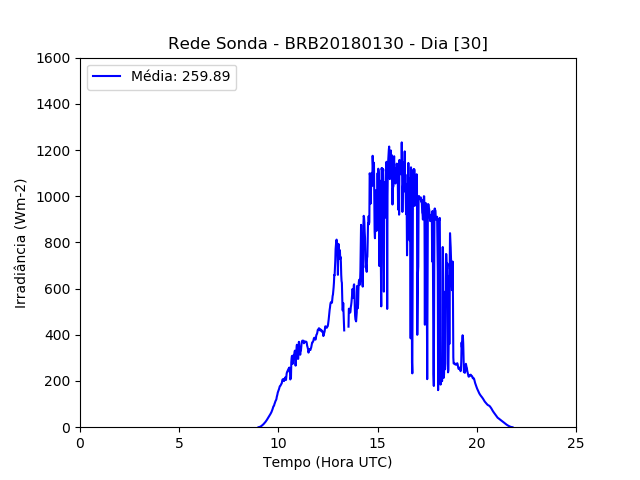 Rede Sonda - BRB20180130 - Dia [30]
Média: 259.89
1600
1400
1200
1000
800
600
400
200
0
Irradiância (Wm-2)
0 5 10 15 20 25
Tempo (Hora UTC)